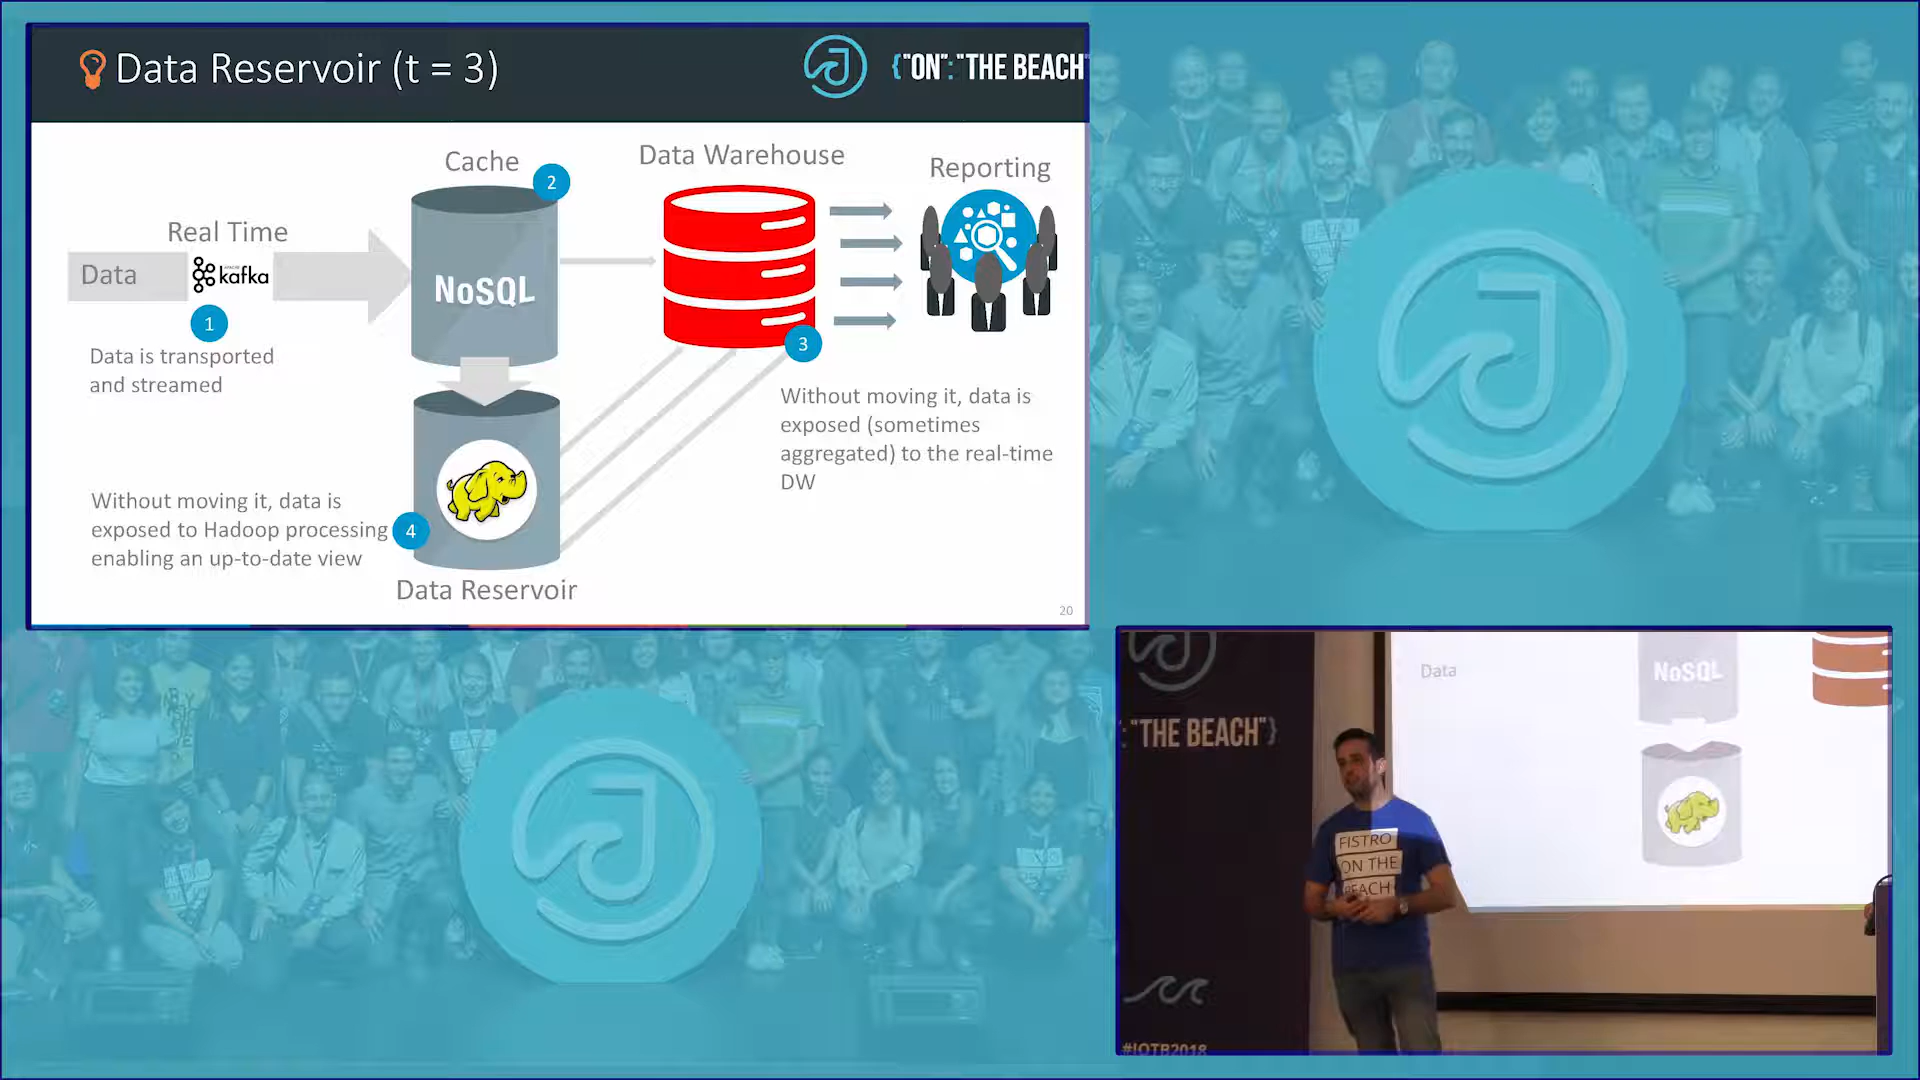 Data Reservoir (t = 3)
{"ON":"THE BEACH"
Cache
2
Data Warehouse
Reporting
Real Time
Data
APACHE
kafka
NoSQL
1
3
Data is transported
and streamed
Without moving it, data is
exposed (sometimes
aggregated) to the real-time
DW
Without moving it, data is
exposed to Hadoop processing
enabling an up-to-date view
4
Data Reservoir
20
Data
NoSQL
:"THE BEACH"}
FISTRO
ON THE
BEACH
#JOTB2018